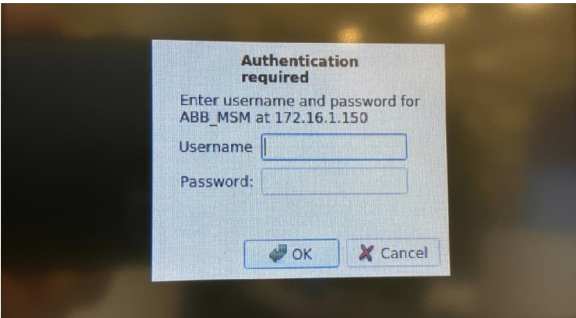 Authentication
required
Enter username and password for
ABB_MSM at 172.16.1.150
Username
Password:
OK
Cancel